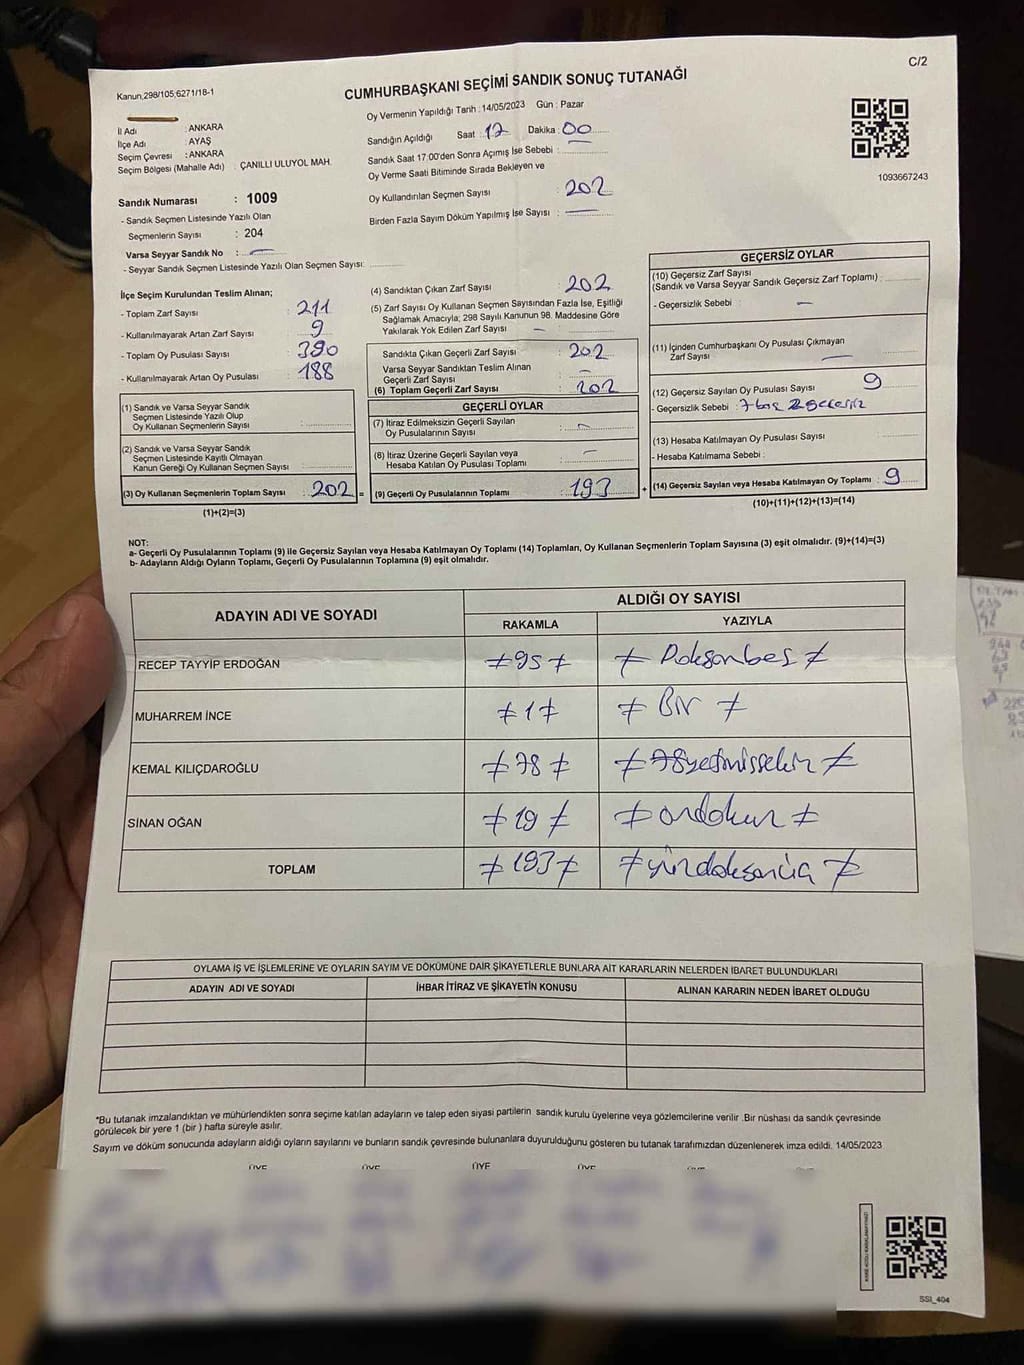 C/2
Kanun,298/105;6271/18-1
CUMHURBAŞKANI SEÇİMİ SANDIK SONUÇ TUTANAĞI
Oy Vermenin Yapıldığı Tarih : 14/05/2023 Gün : Pazar
İl Adı : ANKARA
İlçe Adı : AYAŞ
Seçim Çevresi : ANKARA
Seçim Bölgesi (Mahalle Adı) : ÇANILLI ULUYOL MAH.
Sandığın Açıldığı Saat : 17 Dakika : 00
Sandık Saat 17:00'den Sonra Açımış İse Sebebi :
Oy Verme Saati Bitiminde Sırada Bekleyen ve
Oy Kullandırılan Seçmen Sayısı : 202
Birden Fazla Sayım Döküm Yapılmış İse Sayısı : —
1093667243
Sandık Numarası : 1009
- Sandık Seçmen Listesinde Yazılı Olan
Seçmenlerin Sayısı : 204
Varsa Seyyar Sandık No : —
- Seyyar Sandık Seçmen Listesinde Yazılı Olan Seçmen Sayısı:
İlçe Seçim Kurulundan Teslim Alınan;
- Toplam Zarf Sayısı : 211
- Kullanılmayarak Artan Zarf Sayısı : 9
- Toplam Oy Pusulası Sayısı : 390
- Kullanılmayarak Artan Oy Pusulası : 188
(1) Sandık ve Varsa Seyyar Sandık
Seçmen Listesinde Yazılı Olup
Oy Kullanan Seçmenlerin Sayısı :
(2) Sandık ve Varsa Seyyar Sandık
Seçmen Listesinde Kayıtlı Olmayan
Kanun Gereği Oy Kullanan Seçmen Sayısı :
(3) Oy Kullanan Seçmenlerin Toplam Sayısı : 202 =
(1)+(2)=(3)
(4) Sandıktan Çıkan Zarf Sayısı : 202
(5) Zarf Sayısı Oy Kullanan Seçmen Sayısından Fazla İse, Eşitliği
Sağlamak Amacıyla; 298 Sayılı Kanunun 98. Maddesine Göre
Yakılarak Yok Edilen Zarf Sayısı : —
Sandıkta Çıkan Geçerli Zarf Sayısı : 202
Varsa Seyyar Sandıktan Teslim Alınan
Geçerli Zarf Sayısı : —
(6) Toplam Geçerli Zarf Sayısı : 202
GEÇERLİ OYLAR
(7) İtiraz Edilmeksizin Geçerli Sayılan
Oy Pusulalarının Sayısı : —
(8) İtiraz Üzerine Geçerli Sayılan veya
Hesaba Katılan Oy Pusulası Toplamı : —
(9) Geçerli Oy Pusulalarının Toplamı : 193 +
GEÇERSİZ OYLAR
(10) Geçersiz Zarf Sayısı
(Sandık ve Varsa Seyyar Sandık Geçersiz Zarf Toplamı) :
- Geçersizlik Sebebi : —
(11) İçinden Cumhurbaşkanı Oy Pusulası Çıkmayan
Zarf Sayısı : —
(12) Geçersiz Sayılan Oy Pusulası Sayısı : 9
- Geçersizlik Sebebi : 7 boş 2 geçersiz
(13) Hesaba Katılmayan Oy Pusulası Sayısı :
- Hesaba Katılmama Sebebi :
(14) Geçersiz Sayılan veya Hesaba Katılmayan Oy Toplamı : 9
(10)+(11)+(12)+(13)=(14)
NOT:
a- Geçerli Oy Pusulalarının Toplamı (9) ile Geçersiz Sayılan veya Hesaba Katılmayan Oy Toplamı (14) Toplamları, Oy Kullanan Seçmenlerin Toplam Sayısına (3) eşit olmalıdır. (9)+(14)=(3)
b- Adayların Aldığı Oyların Toplamı, Geçerli Oy Pusulalarının Toplamına (9) eşit olmalıdır.
ADAYIN ADI VE SOYADI ALDIĞI OY SAYISI
RAKAMLA YAZIYLA
RECEP TAYYİP ERDOĞAN ≠ 95 ≠ ≠ Doksanbeş ≠
MUHARREM İNCE ≠ 1 ≠ ≠ Bir ≠
KEMAL KILIÇDAROĞLU ≠ 78 ≠ ≠ 78 yetmişsekiz ≠
SİNAN OĞAN ≠ 19 ≠ ≠ ondokuz ≠
TOPLAM ≠ 193 ≠ ≠ yüzdoksanüç ≠
OYLAMA İŞ VE İŞLEMLERİNE VE OYLARIN SAYIM VE DÖKÜMÜNE DAİR ŞİKAYETLERLE BUNLARA AİT KARARLARIN NELERDEN İBARET BULUNDUKLARI
ADAYIN ADI VE SOYADI İHBAR İTİRAZ VE ŞİKAYETİN KONUSU ALINAN KARARIN NEDEN İBARET OLDUĞU
*Bu tutanak imzalandıktan ve mühürlendikten sonra seçime katılan adayların ve talep eden siyasi partilerin sandık kurulu üyelerine veya gözlemcilerine verilir .Bir nüshası da sandık çevresinde
görülecek bir yere 1 (bir ) hafta süreyle asılır.
Sayım ve döküm sonucunda adayların aldığı oyların sayılarını ve bunların sandık çevresinde bulunanlara duyurulduğunu gösteren bu tutanak tarafımızdan düzenlenerek imza edildi. 14/05/2023
ÜYE ÜYE ÜYE ÜYE
SSI_404